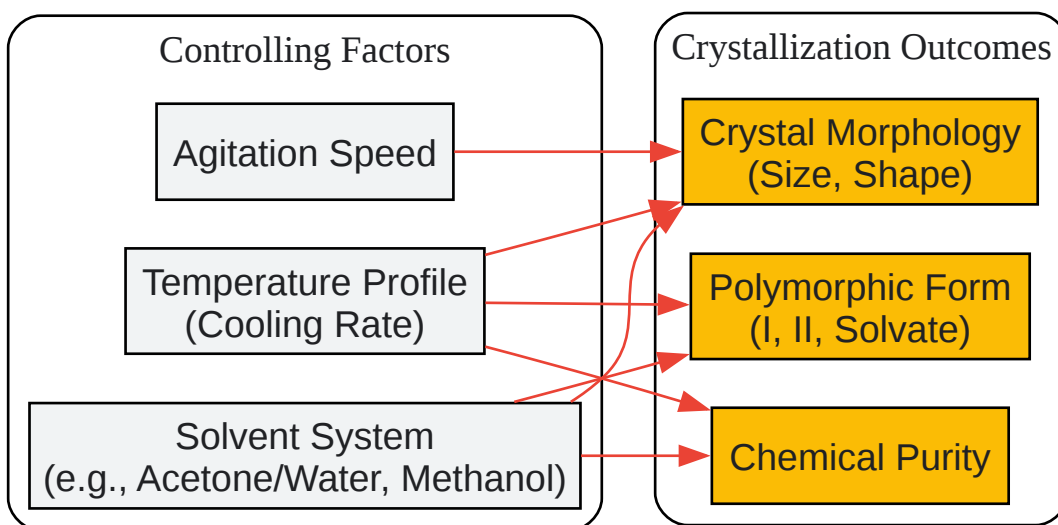 Controlling Factors
Agitation Speed
Temperature Profile
(Cooling Rate)
Solvent System
(e.g., Acetone/Water, Methanol)
Crystallization Outcomes
Crystal Morphology
(Size, Shape)
Polymorphic Form
(I, II, Solvate)
Chemical Purity